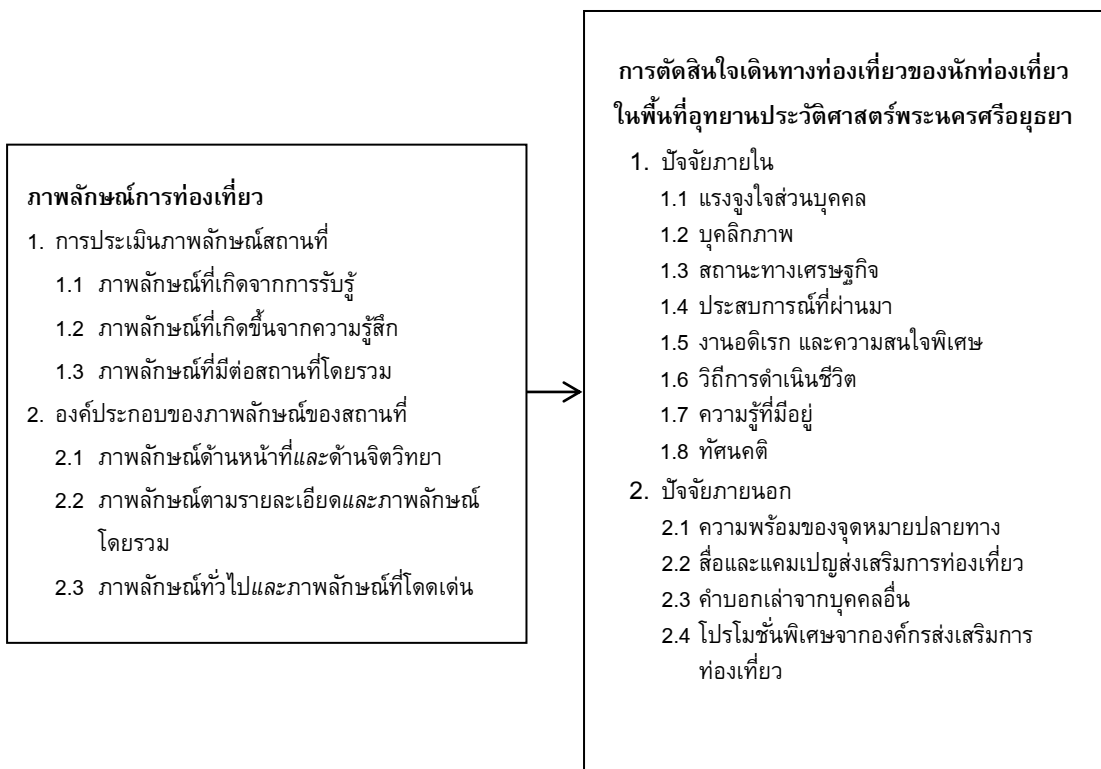 ภาพลักษณ์การท่องเที่ยว
1. การประเมินภาพลักษณ์สถานที่
1.1 ภาพลักษณ์ที่เกิดจากการรับรู้
1.2 ภาพลักษณ์ที่เกิดขึ้นจากความรู้สึก
1.3 ภาพลักษณ์ที่มีต่อสถานที่โดยรวม
2. องค์ประกอบของภาพลักษณ์ของสถานที่
2.1 ภาพลักษณ์ด้านหน้าที่และด้านจิตวิทยา
2.2 ภาพลักษณ์ตามรายละเอียดและภาพลักษณ์
โดยรวม
2.3 ภาพลักษณ์ทั่วไปและภาพลักษณ์ที่โดดเด่น
การตัดสินใจเดินทางท่องเที่ยวของนักท่องเที่ยว
ในพื้นที่อุทยานประวัติศาสตร์พระนครศรีอยุธยา
1. ปัจจัยภายใน
1.1 แรงจูงใจส่วนบุคคล
1.2 บุคลิกภาพ
1.3 สถานะทางเศรษฐกิจ
1.4 ประสบการณ์ที่ผ่านมา
1.5 งานอดิเรก และความสนใจพิเศษ
1.6 วิถีการดำเนินชีวิต
1.7 ความรู้ที่มีอยู่
1.8 ทัศนคติ
2. ปัจจัยภายนอก
2.1 ความพร้อมของจุดหมายปลายทาง
2.2 สื่อและแคมเปญส่งเสริมการท่องเที่ยว
2.3 คำบอกเล่าจากบุคคลอื่น
2.4 โปรโมชั่นพิเศษจากองค์กรส่งเสริมการ
ท่องเที่ยว